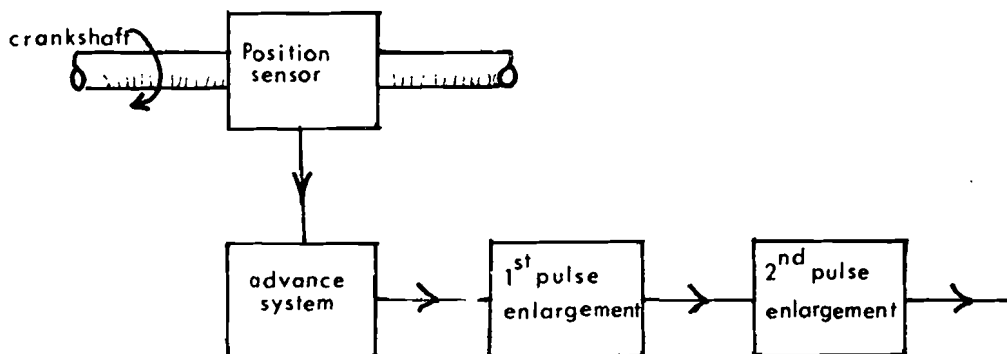 crankshaft
Position
sensor
advance
system
1st pulse
enlargement
2nd pulse
enlargement